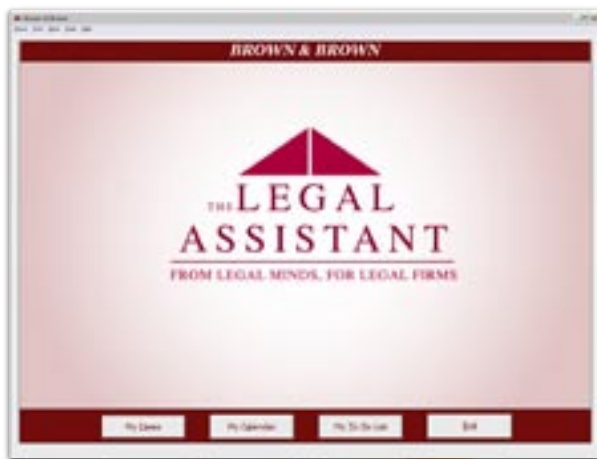 BROWN & BROWN
THE LEGAL
ASSISTANT
FROM LEGAL MINDS, FOR LEGAL FIRMS
My Cases
My Calendar
My To Do List
Exit